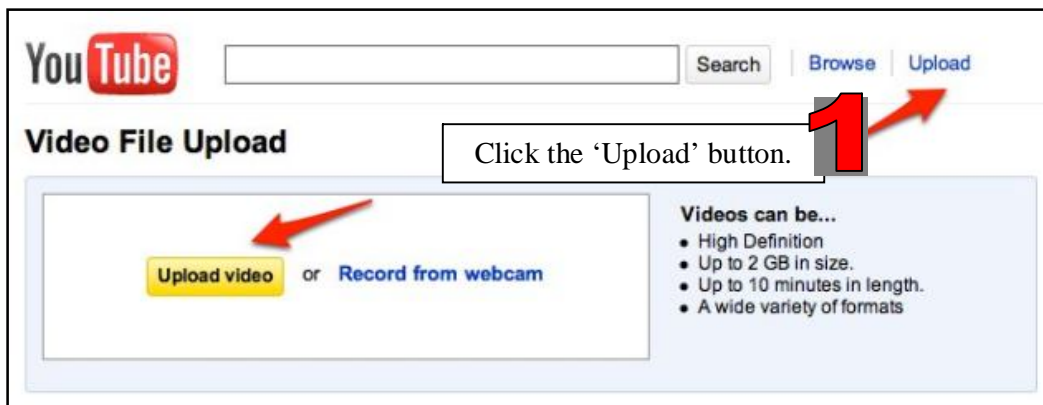 You Tube
Search
Browse
Upload
Video File Upload
Click the ‘Upload’ button.
1
Upload video or Record from webcam
Videos can be...
• High Definition
• Up to 2 GB in size.
• Up to 10 minutes in length.
• A wide variety of formats